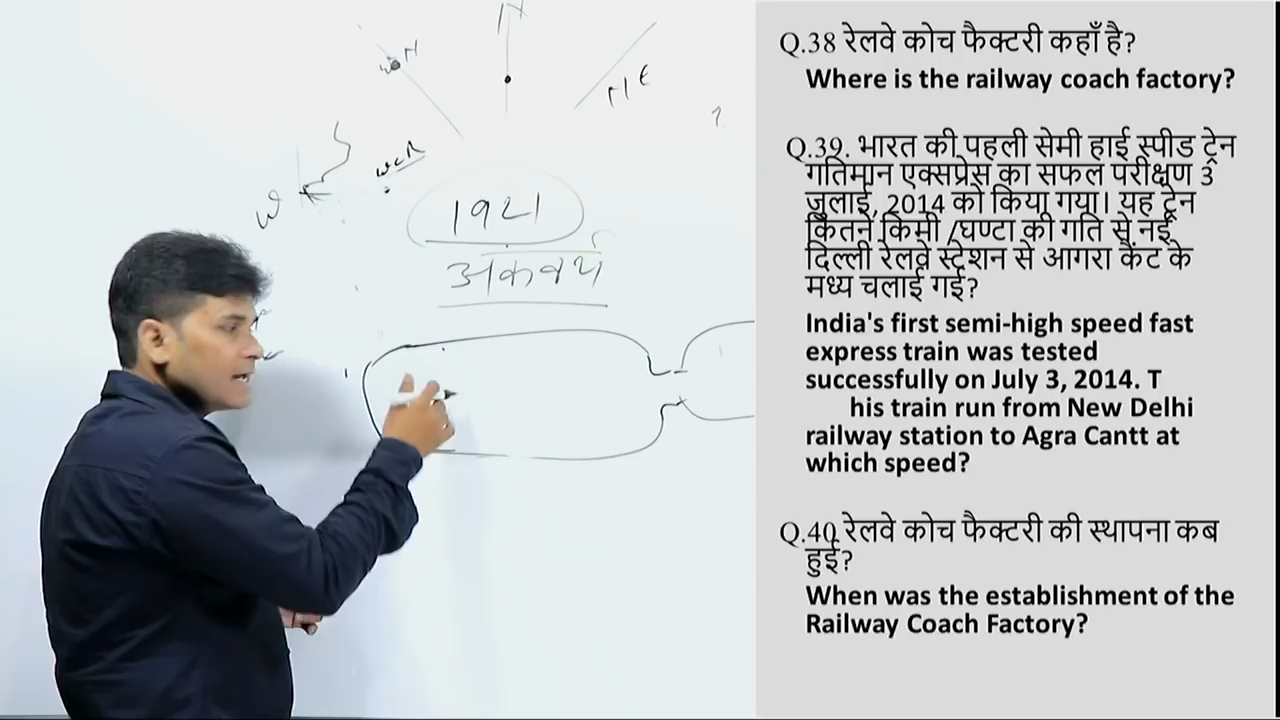 N
WN
NE
?
WCR
W
1921
अकवर्थ
Q.38 रेलवे कोच फैक्टरी कहाँ है?
Where is the railway coach factory?
Q.39. भारत की पहली सेमी हाई स्पीड ट्रेन
गतिमान एक्सप्रेस का सफल परीक्षण 3
जुलाई, 2014 को किया गया। यह ट्रेन
कितने किमी /घण्टा की गति से नई
दिल्ली रेलवे स्टेशन से आगरा कैंट के
मध्य चलाई गई?
India's first semi-high speed fast
express train was tested
successfully on July 3, 2014. T
his train run from New Delhi
railway station to Agra Cantt at
which speed?
Q.40 रेलवे कोच फैक्टरी की स्थापना कब
हुई?
When was the establishment of the
Railway Coach Factory?